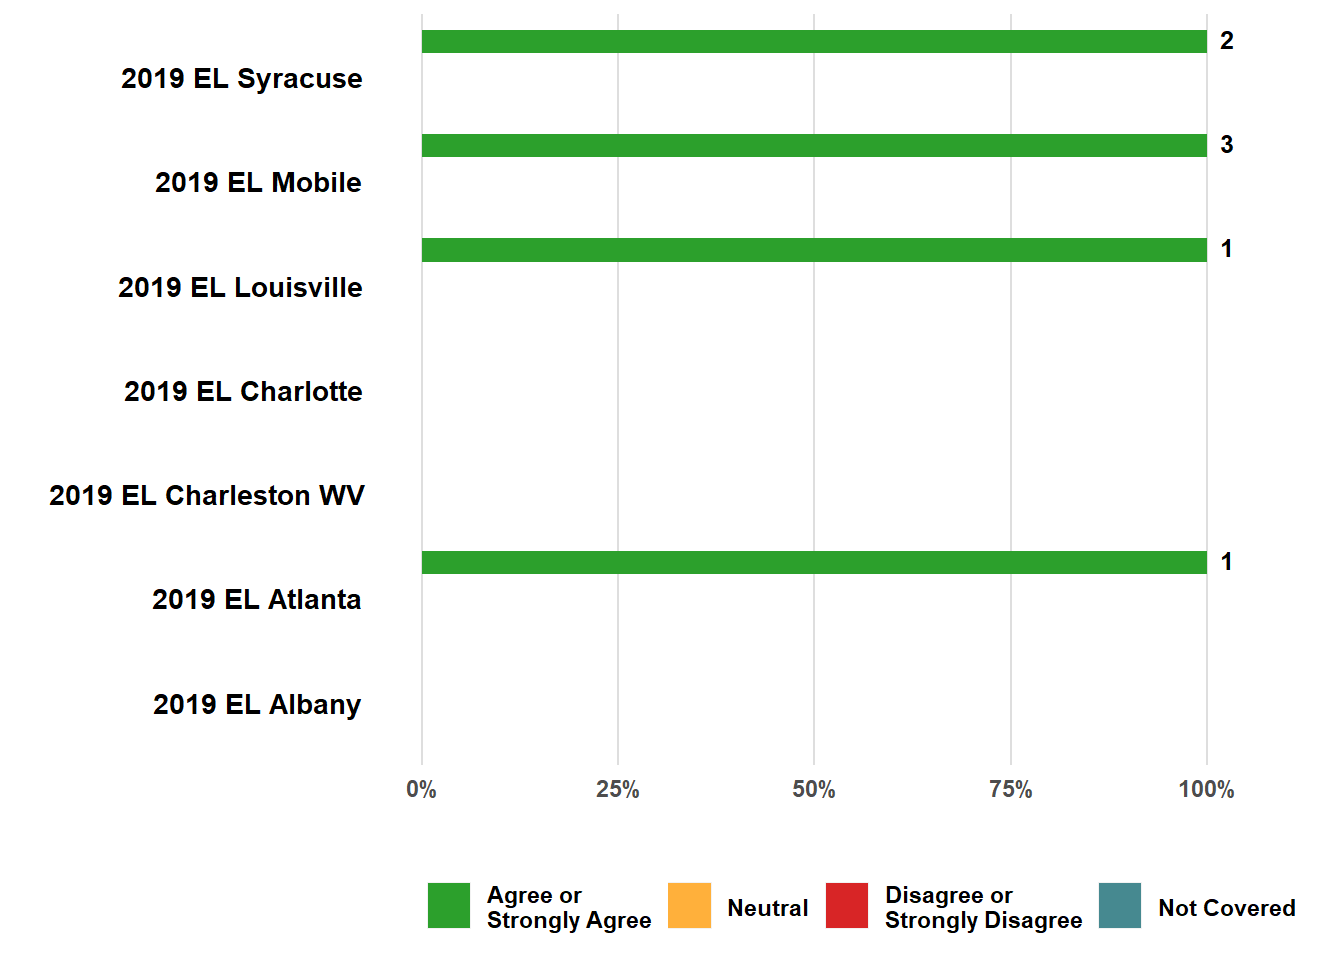 2
2019 EL Syracuse
3
2019 EL Mobile
1
2019 EL Louisville
2019 EL Charlotte
2019 EL Charleston WV
1
2019 EL Atlanta
2019 EL Albany
0% 25% 50% 75% 100%
Agree or
Strongly Agree
Neutral
Disagree or
Strongly Disagree
Not Covered